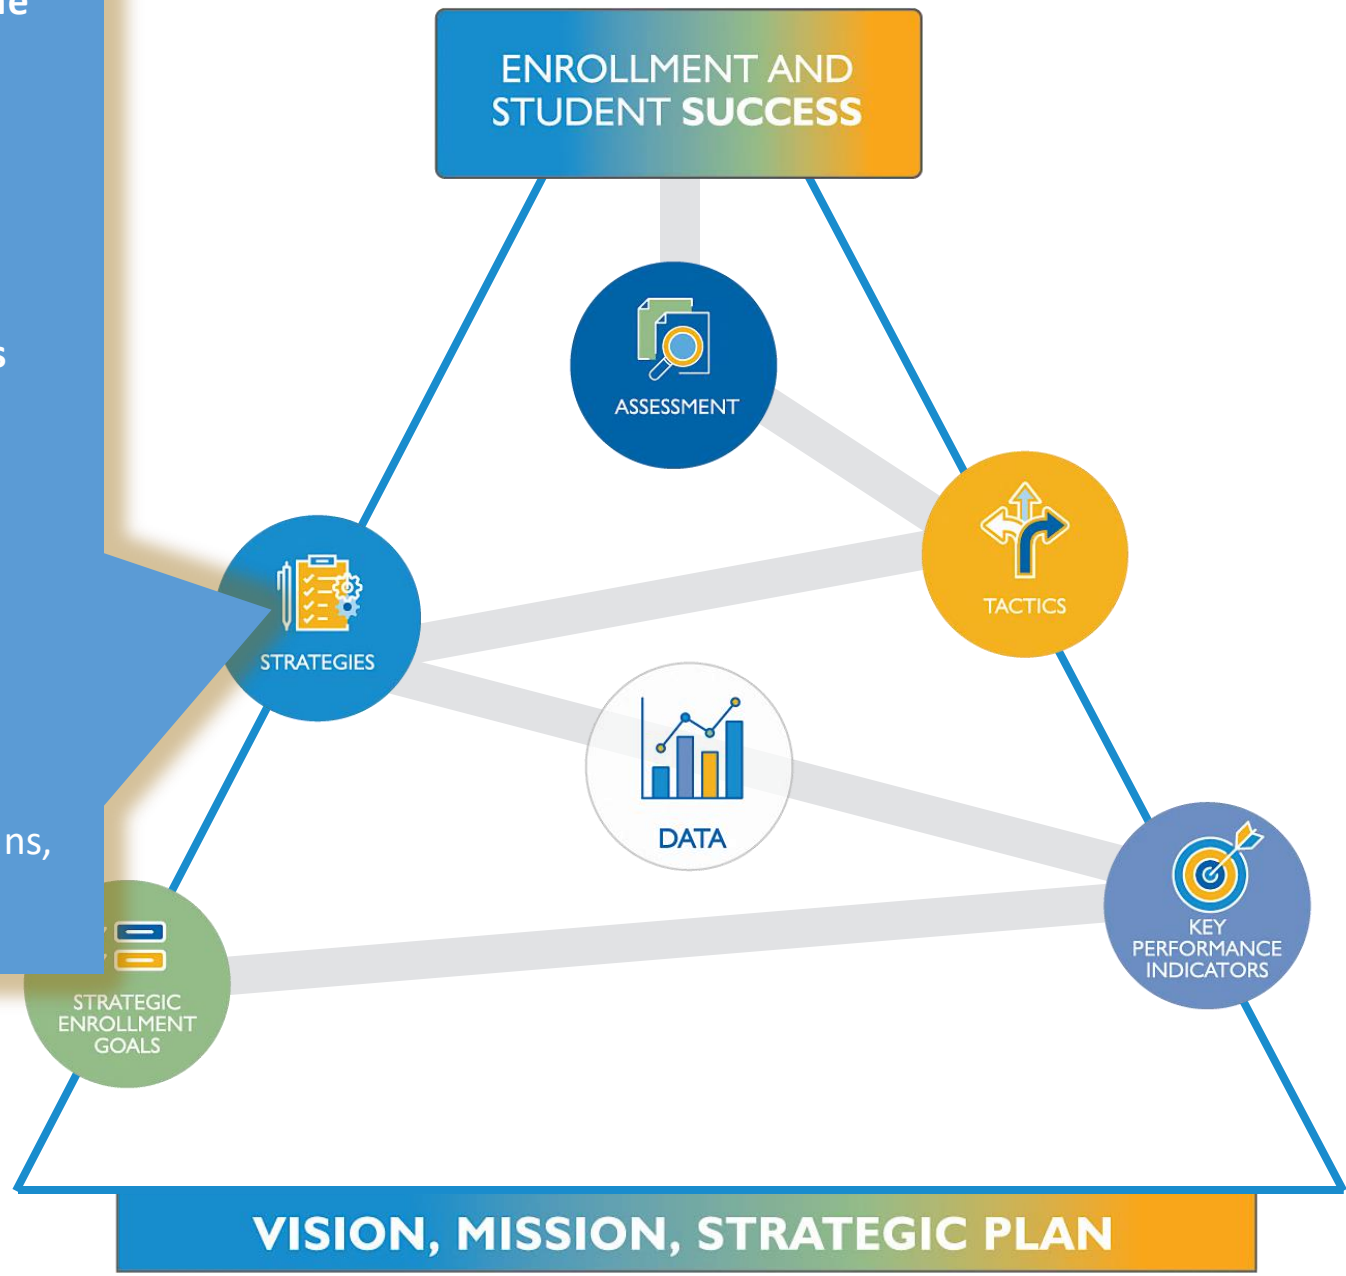 ENROLLMENT AND
STUDENT SUCCESS
ASSESSMENT
TACTICS
STRATEGIES
DATA
KEY
PERFORMANCE
INDICATORS
ns,
STRATEGIC
ENROLLMENT
GOALS
VISION, MISSION, STRATEGIC PLAN